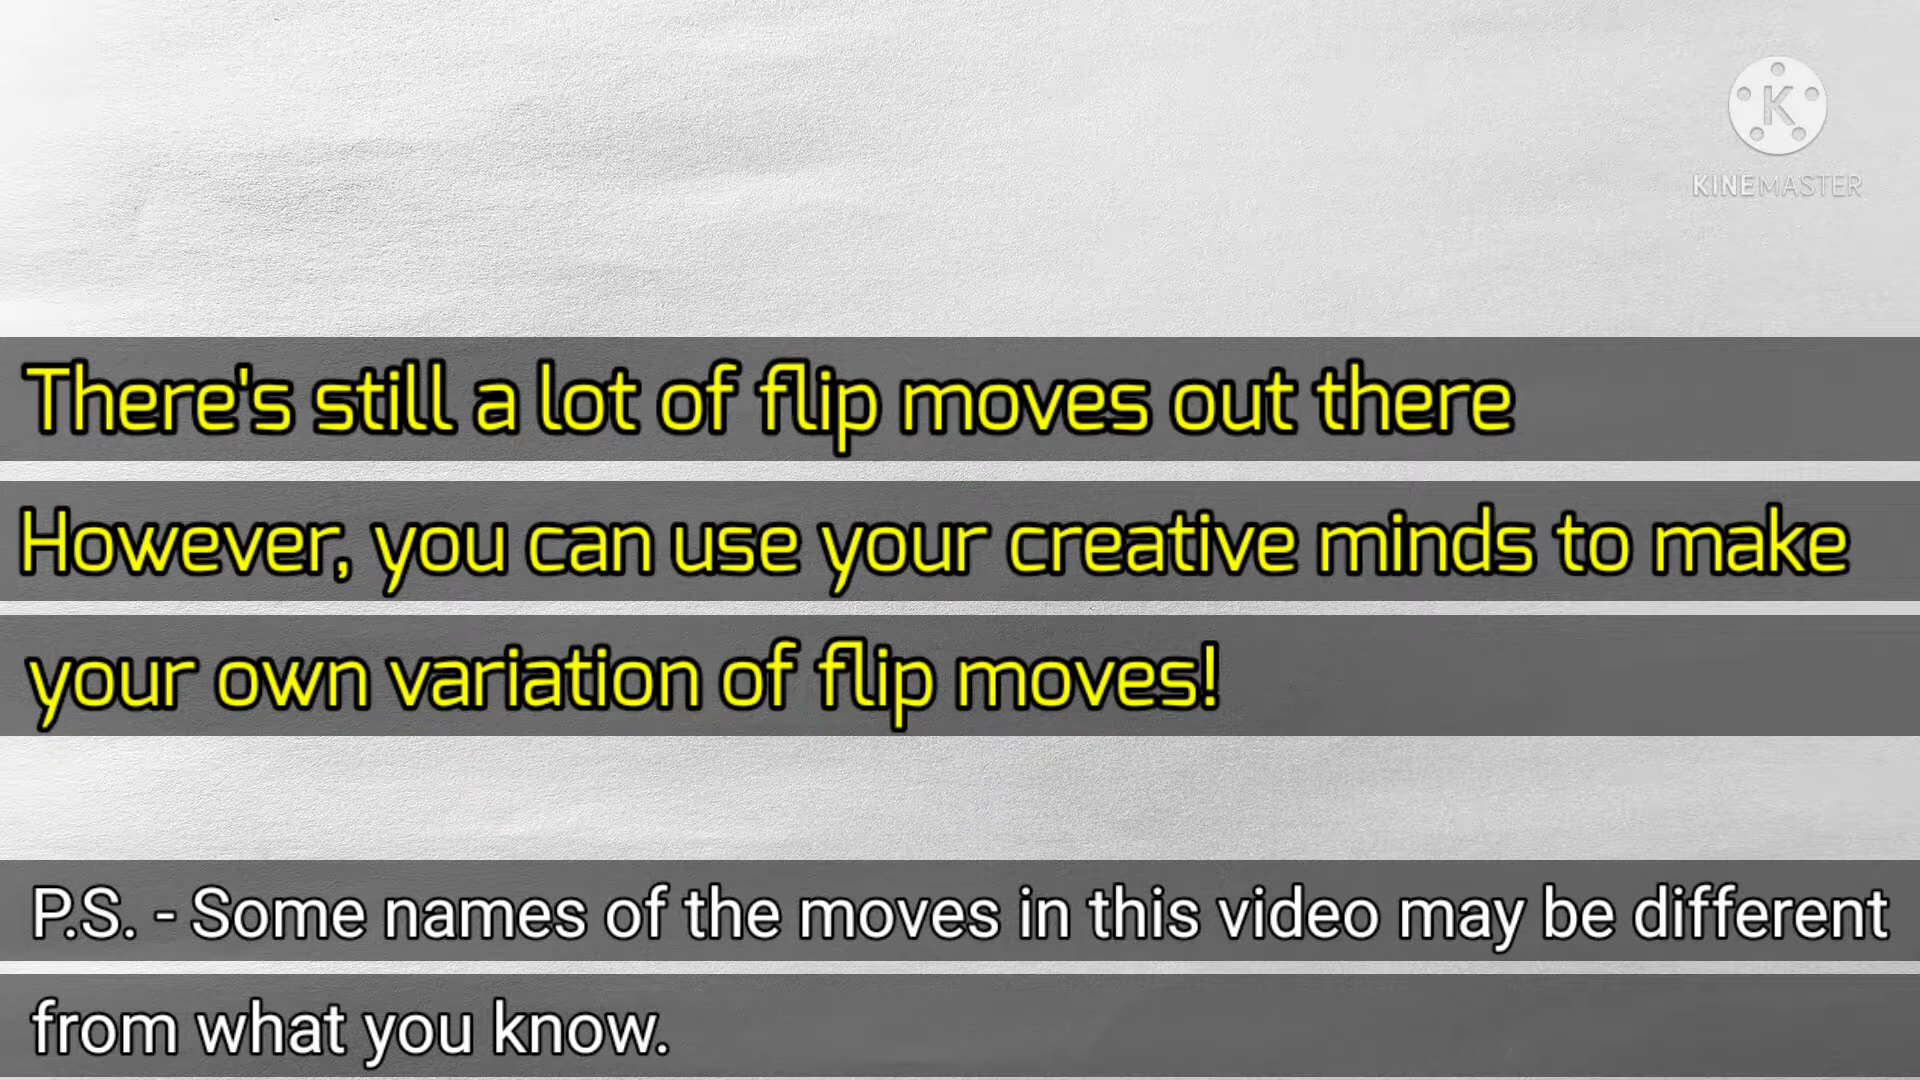 K
KINEMASTER
There's still a lot of flip moves out there
However, you can use your creative minds to make
your own variation of flip moves!
P.S. - Some names of the moves in this video may be different
from what you know.